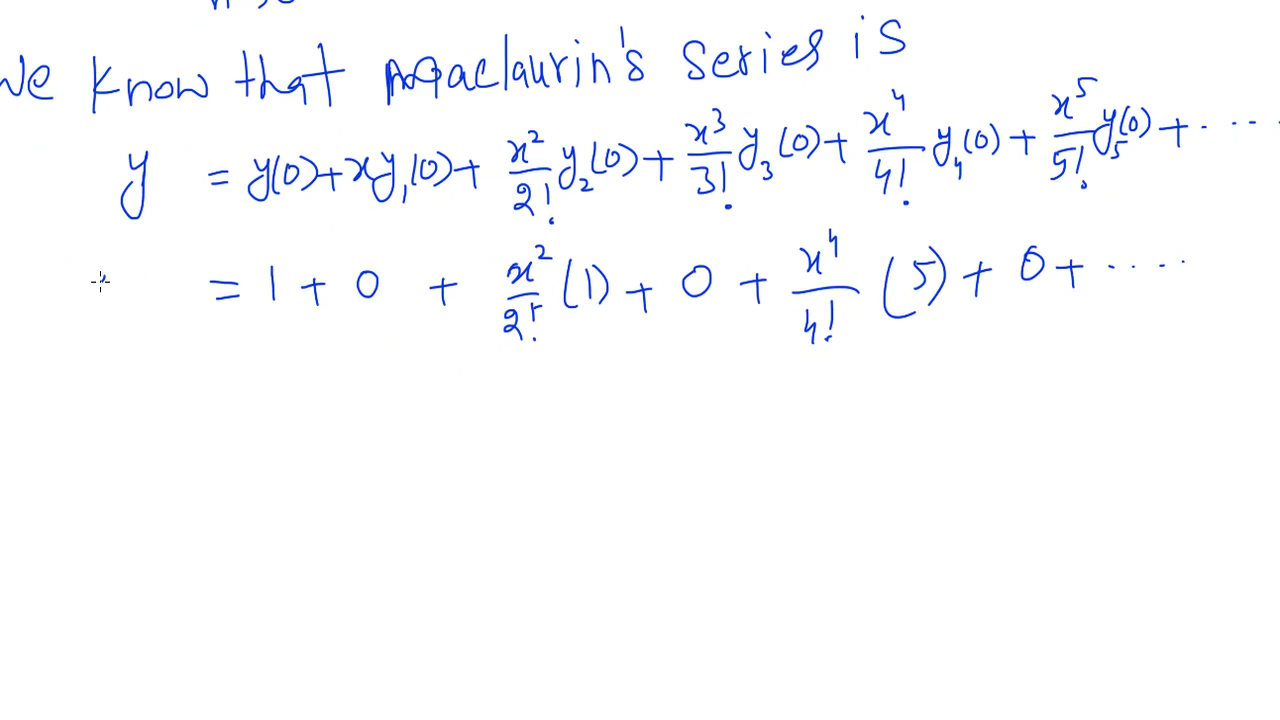 We know that Maclaurin's series is
y = y(0) + xy₁(0) + x²/2! y₂(0) + x³/3! y₃(0) + x⁴/4! y₄(0) + x⁵/5! y₅(0) + ....
= 1 + 0 + x²/2! (1) + 0 + x⁴/4! (5) + 0 + ....